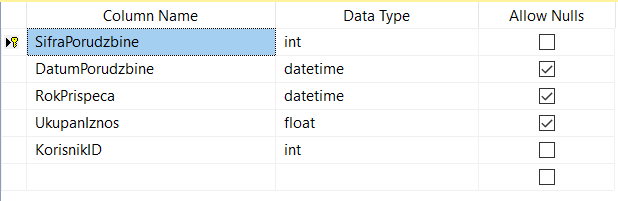 Column Name Data Type Allow Nulls
SifraPorudzbine int
DatumPorudzbine datetime
RokPrispeca datetime
UkupanIznos float
KorisnikID int